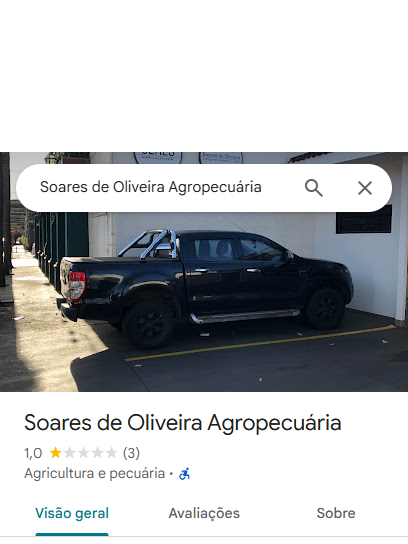 Soares de Oliveira Agropecuária
Soares de Oliveira Agropecuária
1,0 (3)
Agricultura e pecuária •
Visão geral Avaliações Sobre